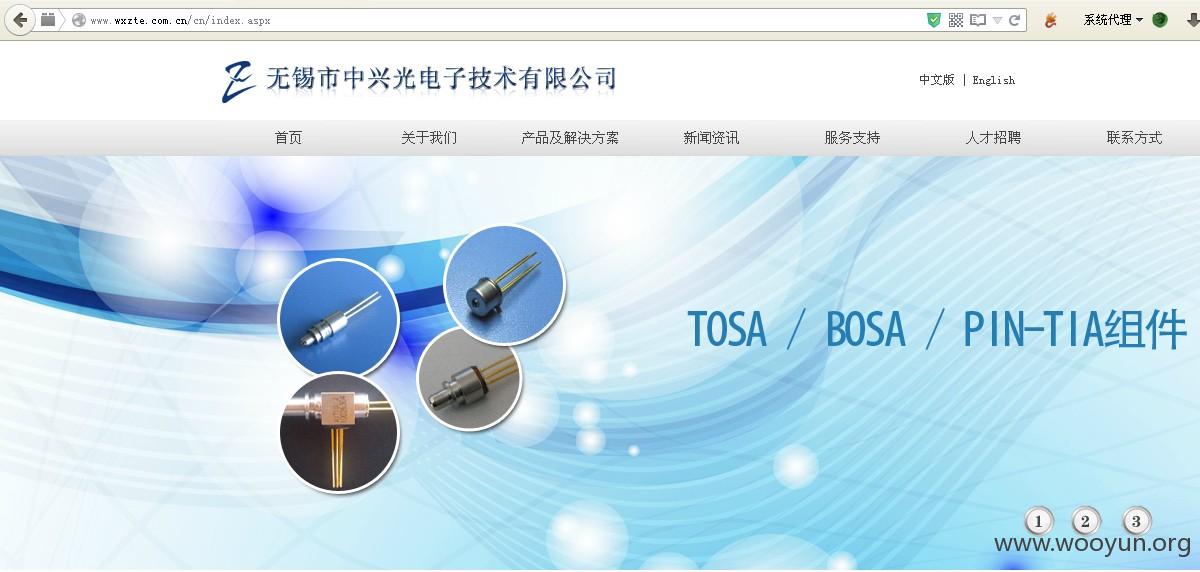 www.wxzte.com.cn/cn/index.aspx
系统代理
无锡市中兴光电子技术有限公司
中文版 | English
首页 关于我们 产品及解决方案 新闻资讯 服务支持 人才招聘 联系方式
TOSA / BOSA / PIN-TIA组件
1 2 3
www.wooyun.org